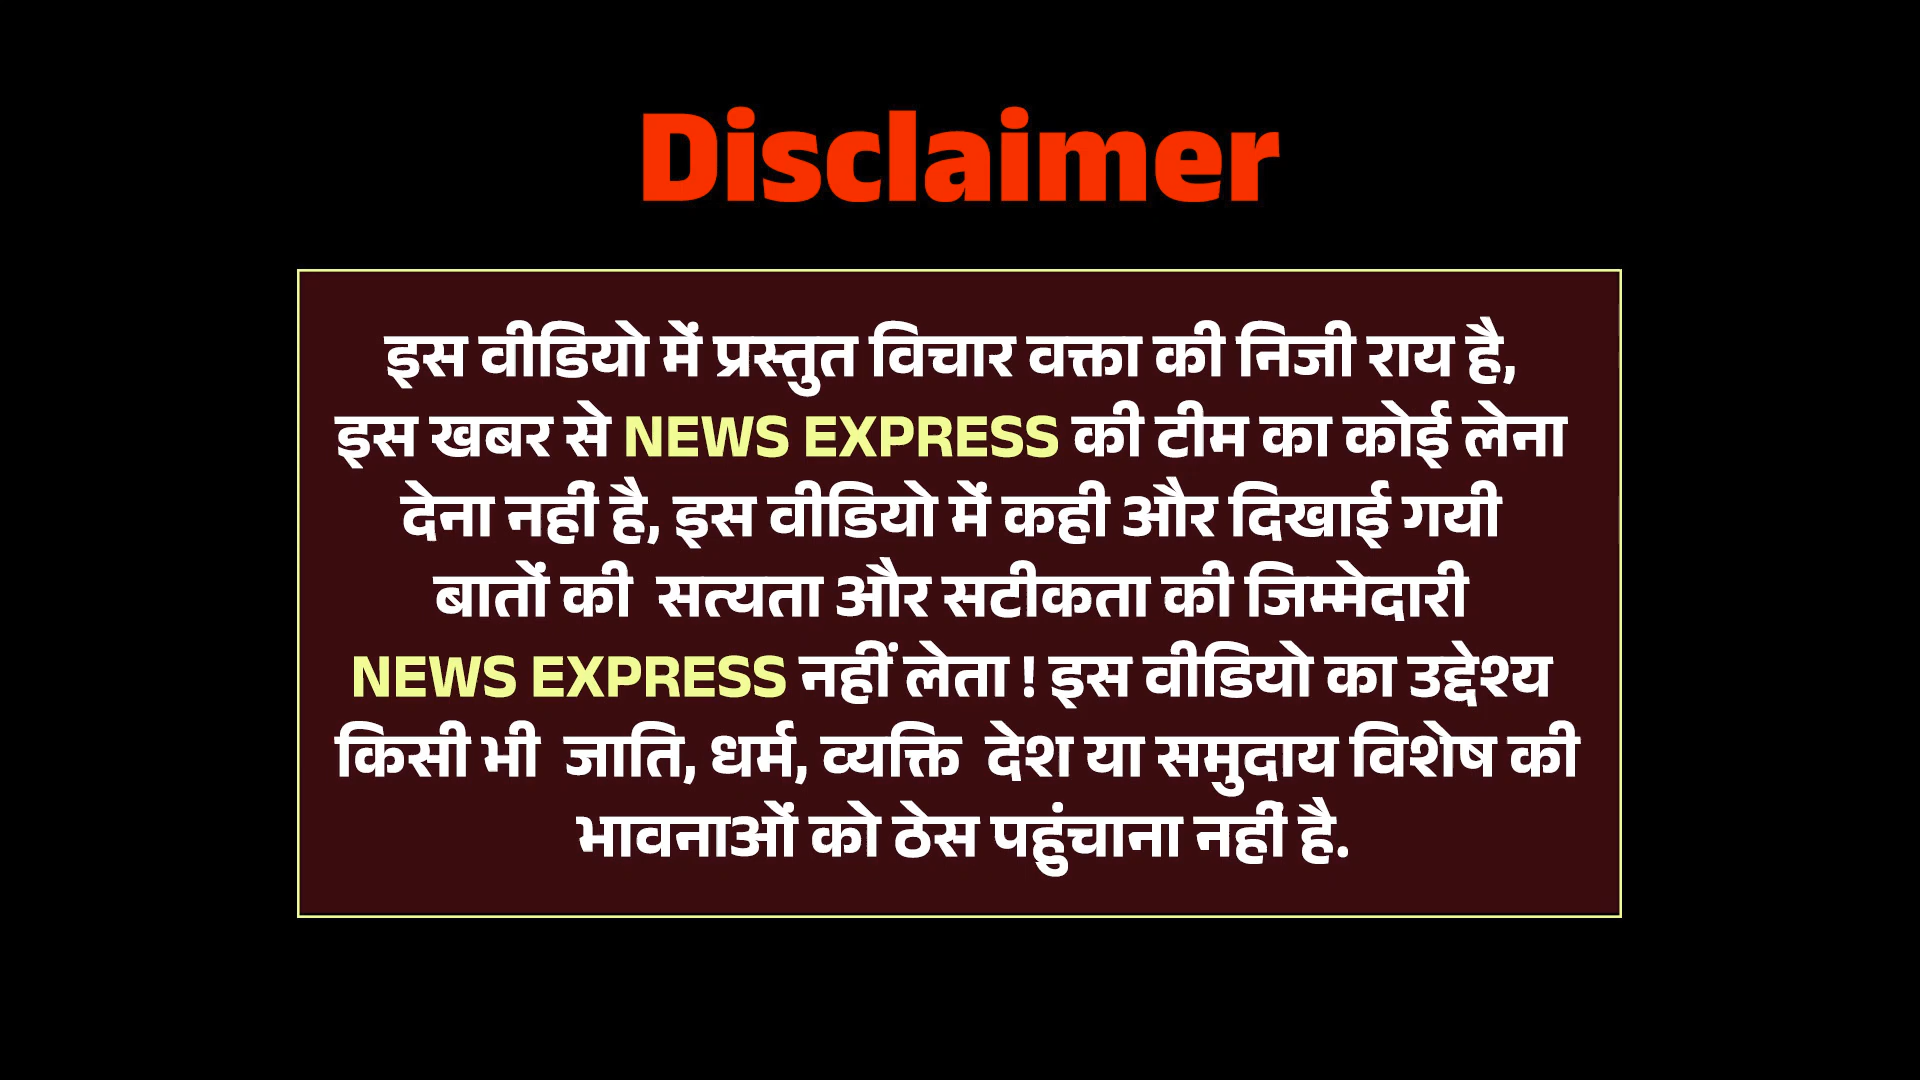 Disclaimer
इस वीडियो में प्रस्तुत विचार वक्ता की निजी राय है,
इस खबर से NEWS EXPRESS की टीम का कोई लेना
देना नहीं है, इस वीडियो में कही और दिखाई गयी
बातों की सत्यता और सटीकता की जिम्मेदारी
NEWS EXPRESS नहीं लेता ! इस वीडियो का उद्देश्य
किसी भी जाति, धर्म, व्यक्ति देश या समुदाय विशेष की
भावनाओं को ठेस पहुंचाना नहीं है.